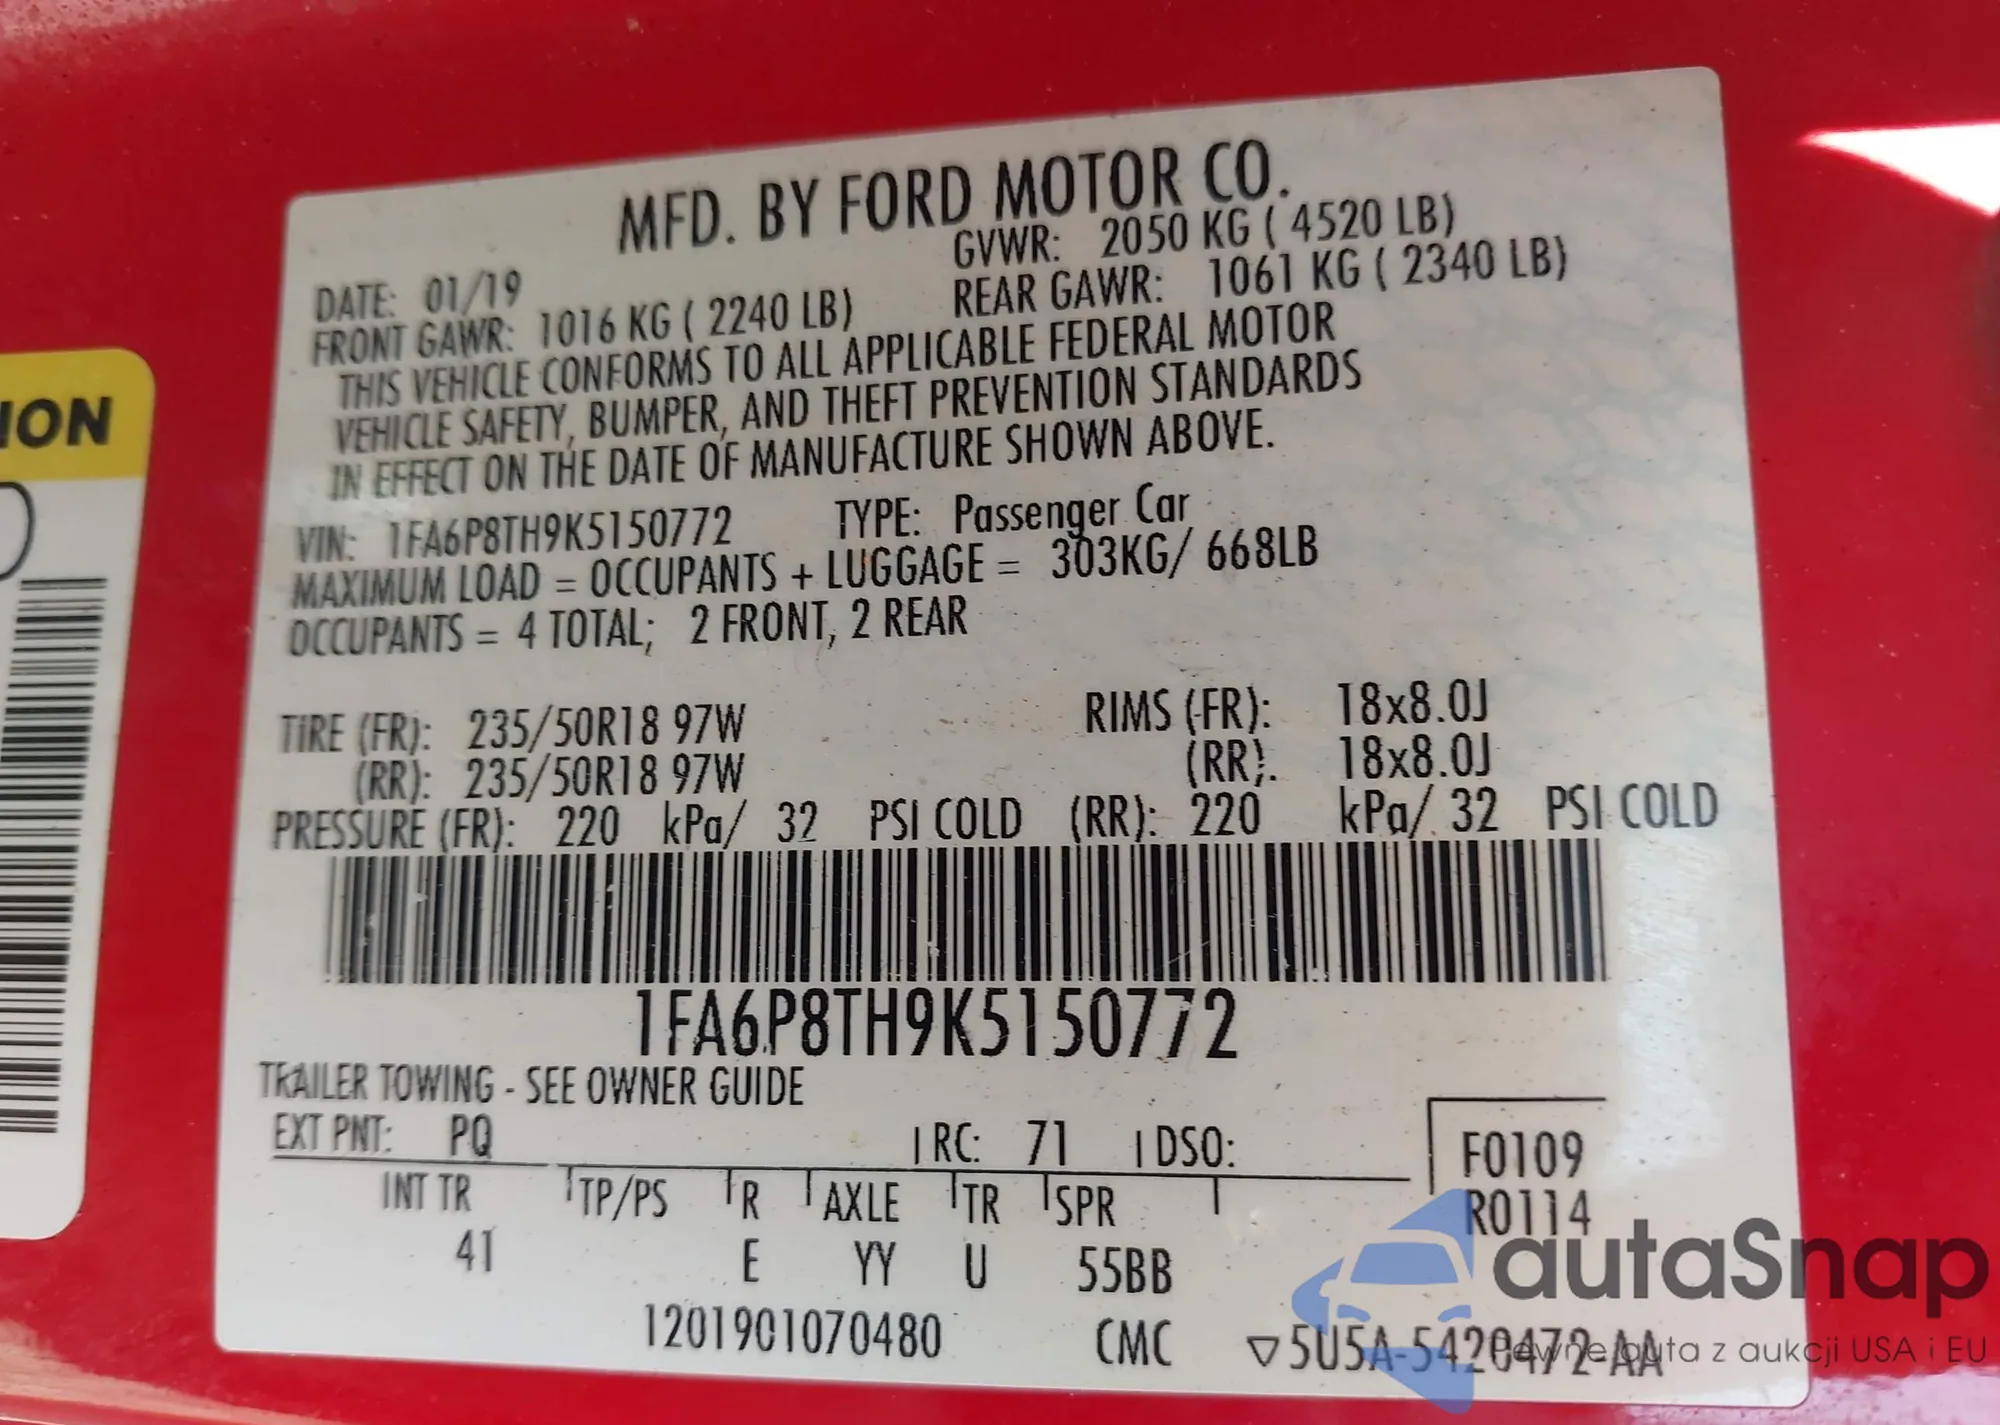 MFD. BY FORD MOTOR CO.
DATE: 01/19 GVWR: 2050 KG ( 4520 LB)
FRONT GAWR: 1016 KG ( 2240 LB) REAR GAWR: 1061 KG ( 2340 LB)
THIS VEHICLE CONFORMS TO ALL APPLICABLE FEDERAL MOTOR
VEHICLE SAFETY, BUMPER, AND THEFT PREVENTION STANDARDS
IN EFFECT ON THE DATE OF MANUFACTURE SHOWN ABOVE.
VIN: 1FA6P8TH9K5150772 TYPE: Passenger Car
MAXIMUM LOAD = OCCUPANTS + LUGGAGE = 303KG/ 668LB
OCCUPANTS = 4 TOTAL; 2 FRONT, 2 REAR
TIRE (FR): 235/50R18 97W RIMS (FR): 18x8.0J
(RR): 235/50R18 97W (RR): 18x8.0J
PRESSURE (FR): 220 kPa/ 32 PSI COLD (RR): 220 kPa/ 32 PSI COLD
1FA6P8TH9K5150772
TRAILER TOWING - SEE OWNER GUIDE
EXT PNT: PQ RC: 71 DSO: F0109
R0114
INT TR TP/PS R AXLE TR SPR
41 E YY U 55BB
1201901070480 CMC ▽5U5A-5420472-AA
ION
autaSnap
Pewne auta z aukcji USA i EU